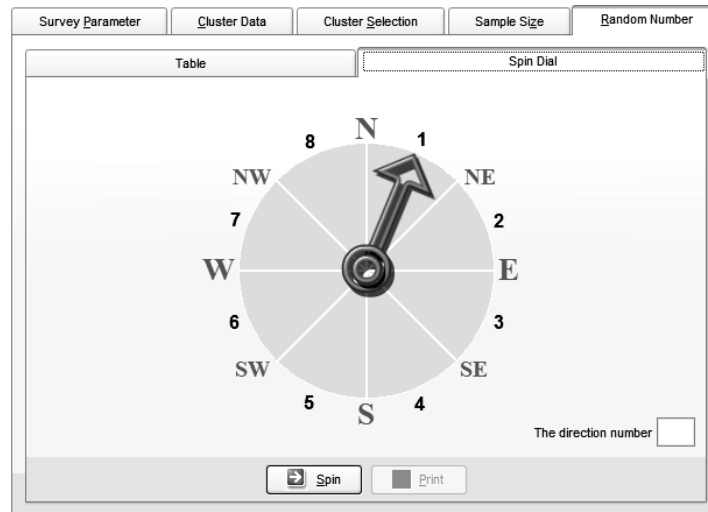 Survey Parameter Cluster Data Cluster Selection Sample Size Random Number
Table Spin Dial
N
8 1
NW NE
7 2
W E
6 3
SW SE
5 4
S
The direction number
Spin Print